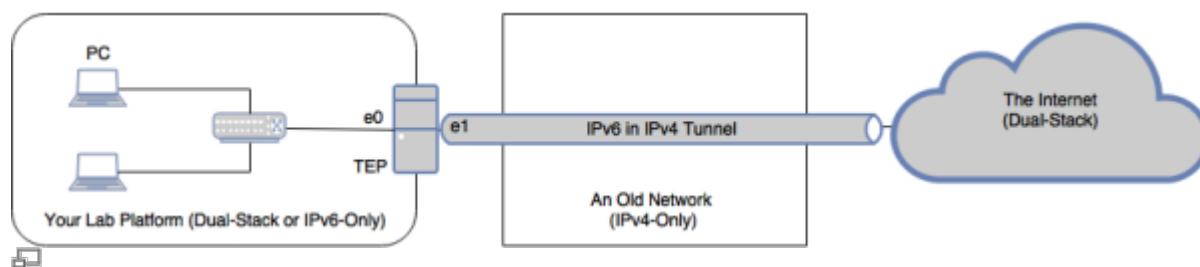 PC
e0
e1
TEP
IPv6 in IPv4 Tunnel
The Internet
(Dual-Stack)
An Old Network
(IPv4-Only)
Your Lab Platform (Dual-Stack or IPv6-Only)